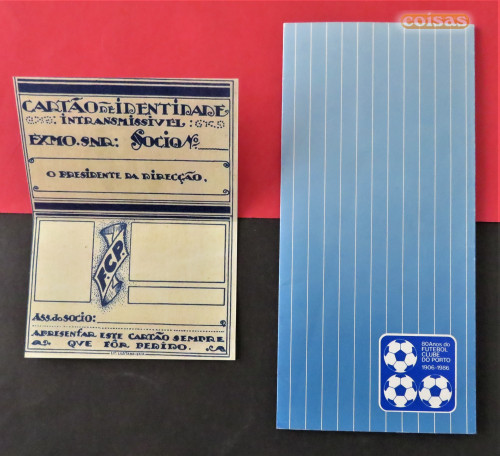 coisas
CARTÃO DE IDENTIDADE
INTRANSMISSIVEL
EXMO. SNR: SOCIO Nº
O PRESIDENTE DA DIRECÇÃO,
F.C.P.
Ass. do socio:
APRESENTAR ESTE CARTÃO SEMPRE
QUE FÔR PEDIDO.
80 Anos do
FUTEBOL
CLUBE
DO PORTO
1906-1986